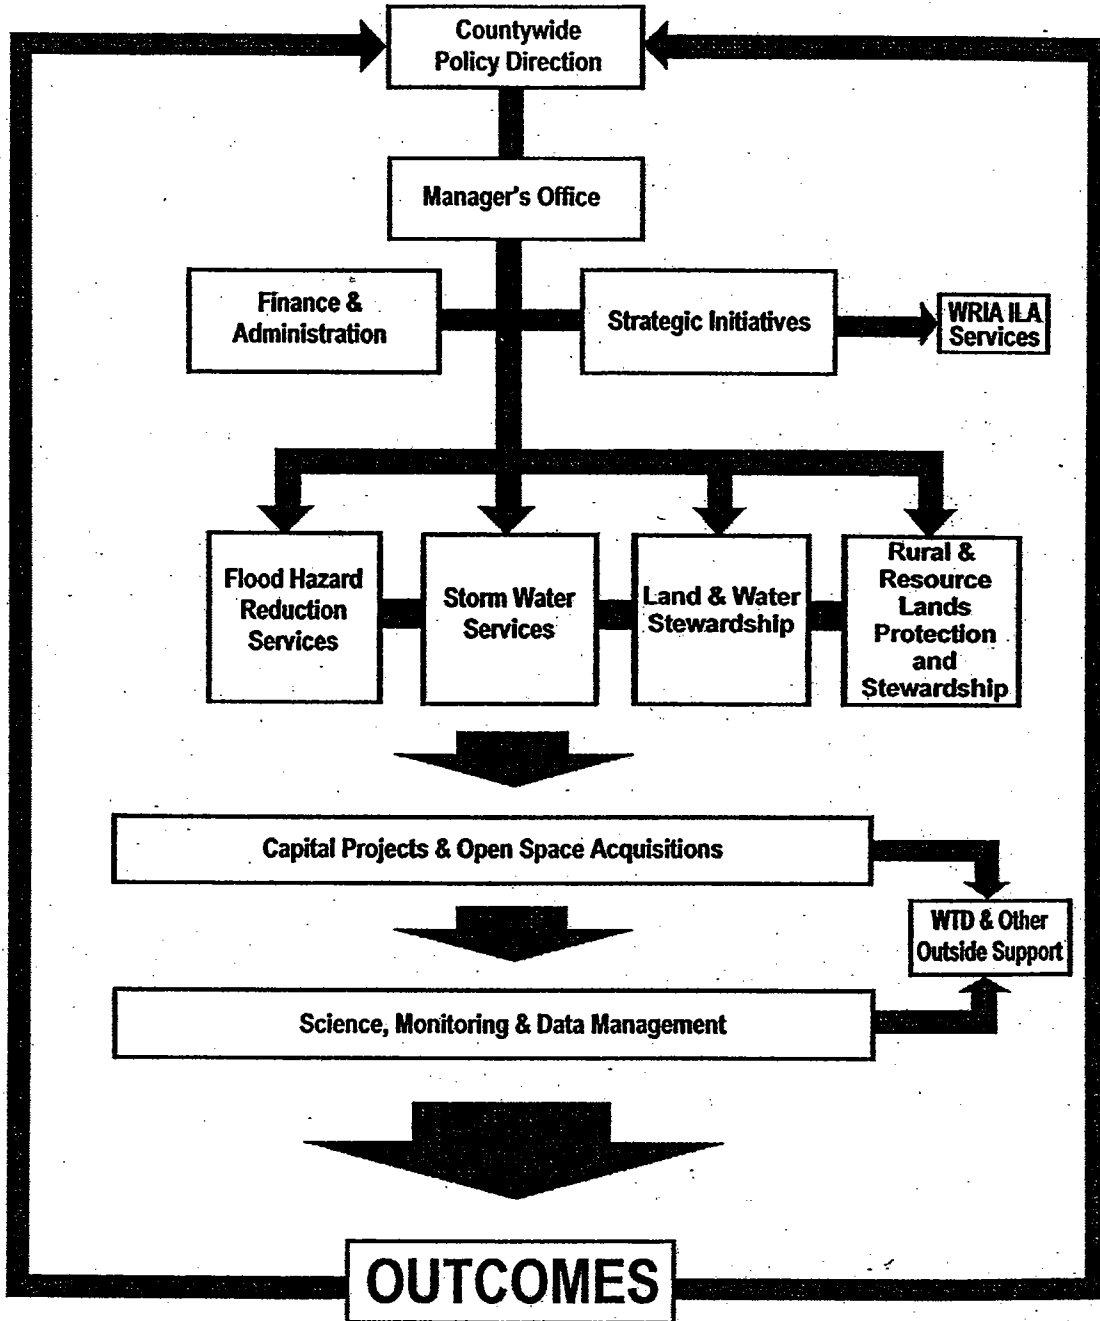 Countywide
Policy Direction
Manager's Office
Finance &
Administration
Strategic Initiatives
WRIA ILA
Services
Flood Hazard
Reduction
Services
Storm Water
Services
Land & Water
Stewardship
Rural &
Resource
Lands
Protection
and
Stewardship
Capital Projects & Open Space Acquisitions
WTD & Other
Outside Support
Science, Monitoring & Data Management
OUTCOMES